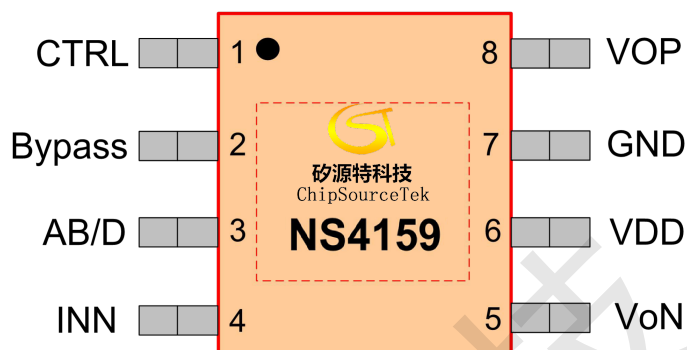 CTRL 1 8 VOP
Bypass 2 7 GND
矽源特科技
ChipSourceTek
AB/D 3 NS4159 6 VDD
INN 4 5 VoN